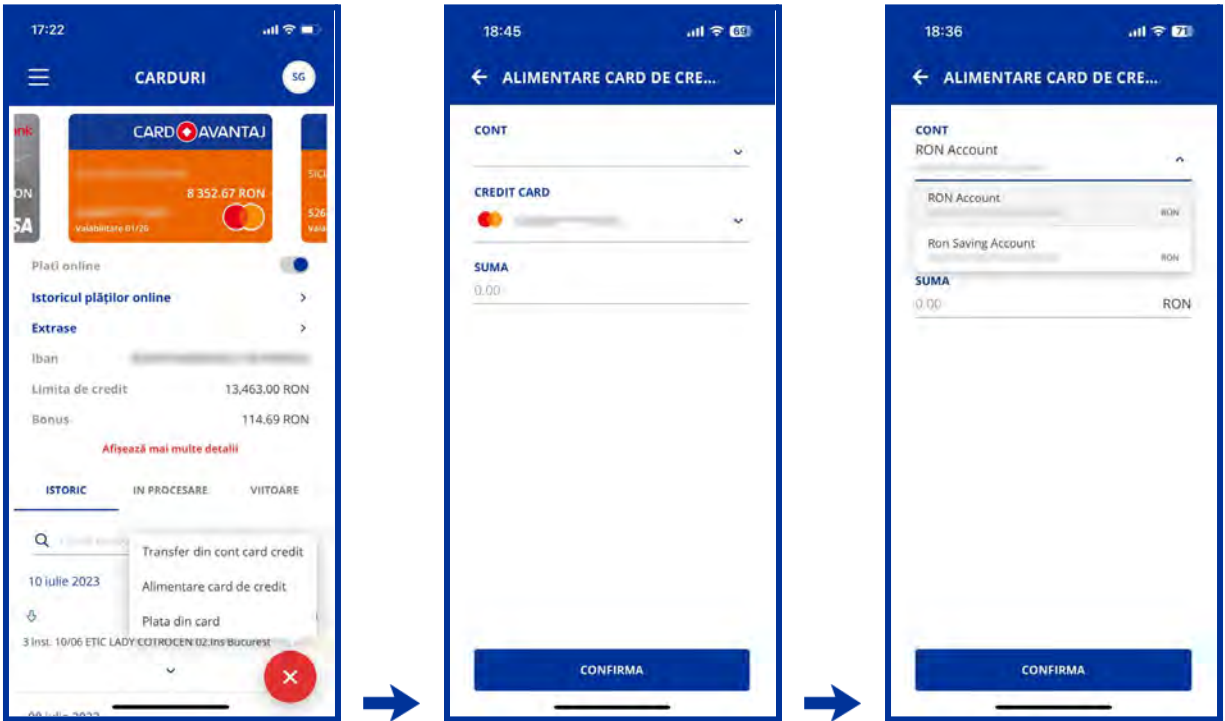 17:22
CARDURI
SG
CARD AVANTAJ
8 352.67 RON
Valabilitate 01/26
Plati online
Istoricul plăților online
Extrase
Iban
Limita de credit 13,463.00 RON
Bonus 114.69 RON
Afișează mai multe detalii
ISTORIC IN PROCESARE VIITOARE
Transfer din cont card credit
10 iulie 2023
Alimentare card de credit
Plata din card
3 Inst. 10/06 ETIC LADY COTROCEN 02.Ins Bucurest
18:45 69
ALIMENTARE CARD DE CRE...
CONT
CREDIT CARD
SUMA
0.00
CONFIRMA
18:36 71
ALIMENTARE CARD DE CRE...
CONT
RON Account
RON Account
RON
Ron Saving Account
RON
SUMA
0.00 RON
CONFIRMA